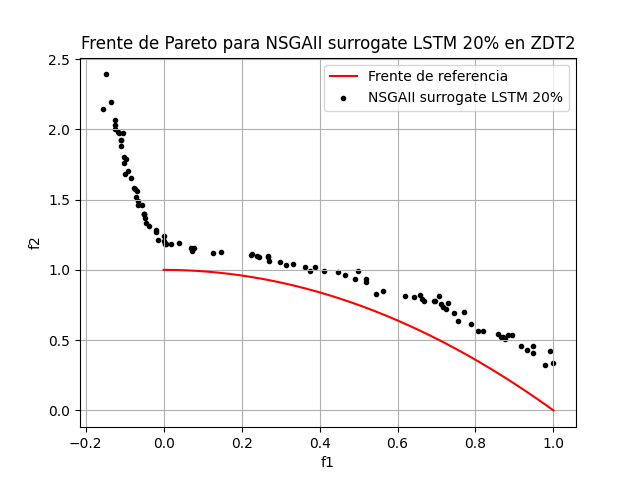 Frente de Pareto para NSGAII surrogate LSTM 20% en ZDT2
Frente de referencia
NSGAII surrogate LSTM 20%
f2
2.5
2.0
1.5
1.0
0.5
0.0
−0.2 0.0 0.2 0.4 0.6 0.8 1.0
f1